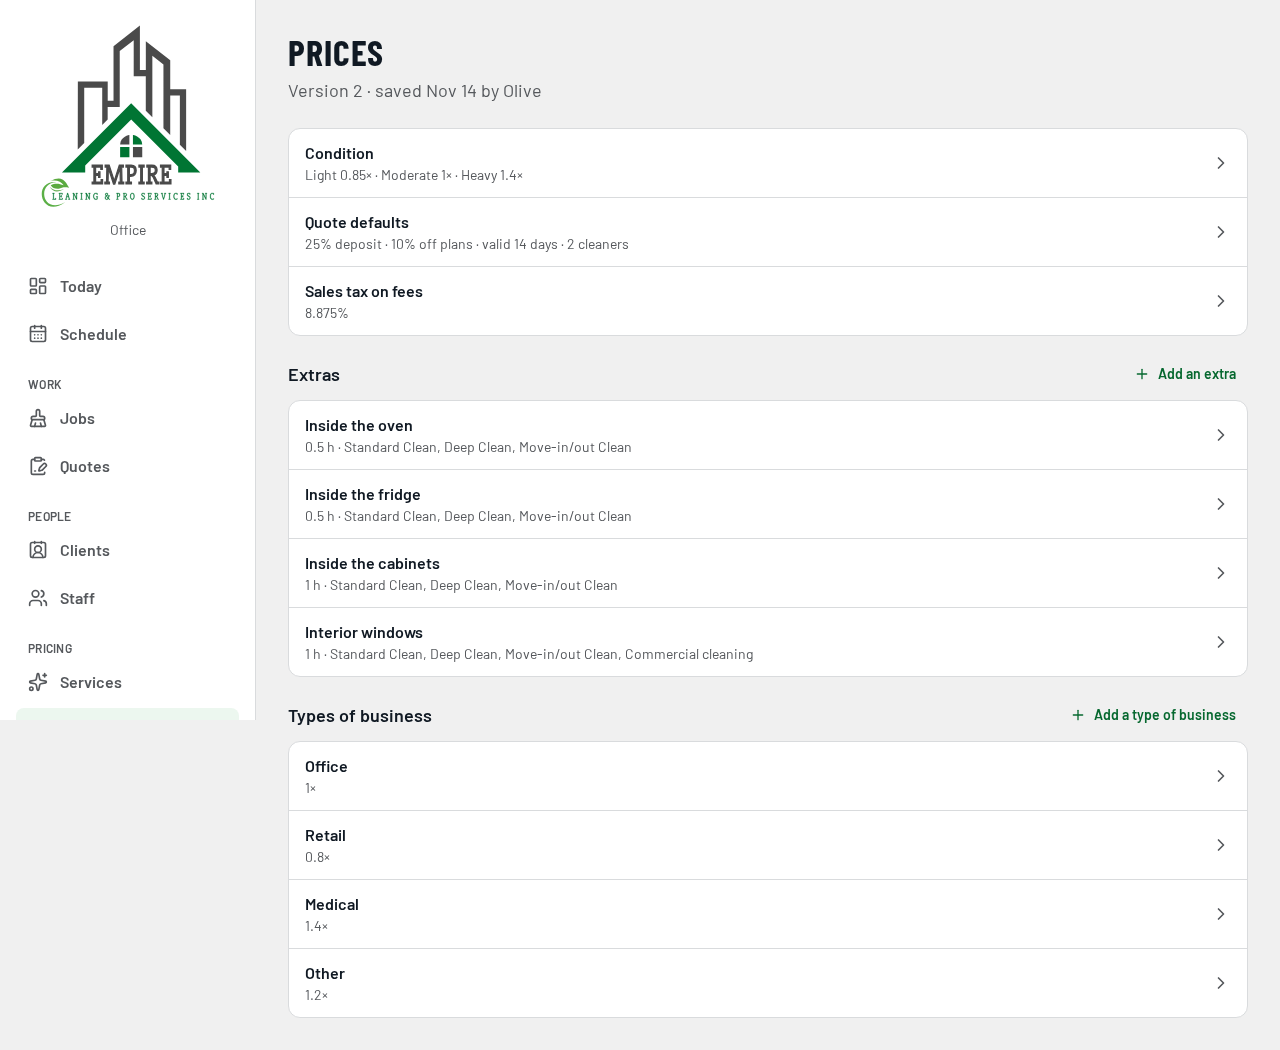 EMPIRE
LEANING & PRO SERVICES INC
Office
Today
Schedule
WORK
Jobs
Quotes
PEOPLE
Clients
Staff
PRICING
Services
PRICES
Version 2 · saved Nov 14 by Olive
Condition
Light 0.85× · Moderate 1× · Heavy 1.4×
Quote defaults
25% deposit · 10% off plans · valid 14 days · 2 cleaners
Sales tax on fees
8.875%
Extras
Add an extra
Inside the oven
0.5 h · Standard Clean, Deep Clean, Move-in/out Clean
Inside the fridge
0.5 h · Standard Clean, Deep Clean, Move-in/out Clean
Inside the cabinets
1 h · Standard Clean, Deep Clean, Move-in/out Clean
Interior windows
1 h · Standard Clean, Deep Clean, Move-in/out Clean, Commercial cleaning
Types of business
Add a type of business
Office
1×
Retail
0.8×
Medical
1.4×
Other
1.2×